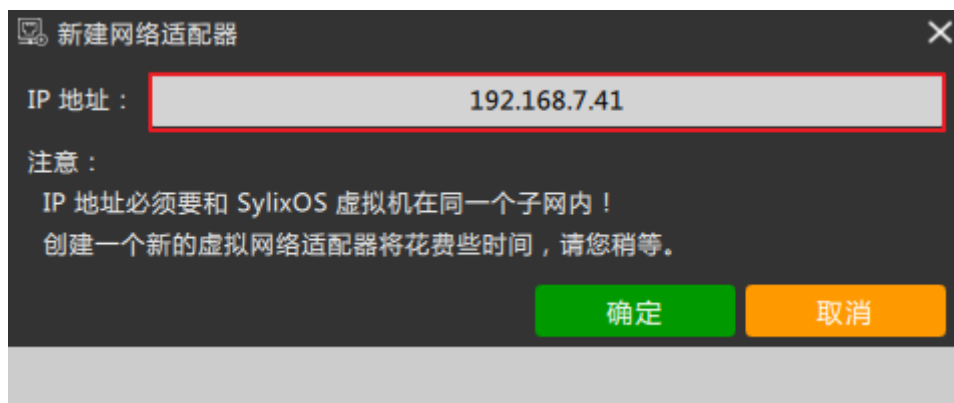 新建网络适配器
IP 地址：
192.168.7.41
注意：
IP 地址必须要和 SylixOS 虚拟机在同一个子网内！
创建一个新的虚拟网络适配器将花费些时间，请您稍等。
确定
取消